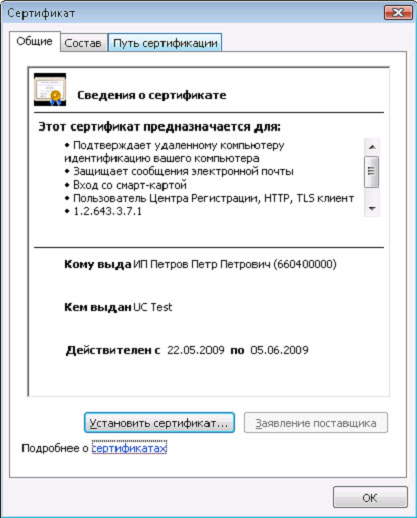 Сертификат
Общие Состав Путь сертификации
Сведения о сертификате
Этот сертификат предназначается для:
• Подтверждает удаленному компьютеру
идентификацию вашего компьютера
• Защищает сообщения электронной почты
• Вход со смарт-картой
• Пользователь Центра Регистрации, HTTP, TLS клиент
• 1.2.643.3.7.1
Кому выда ИП Петров Петр Петрович (660400000)
Кем выдан UC Test
Действителен с 22.05.2009 по 05.06.2009
Установить сертификат... Заявление поставщика
Подробнее о сертификатах
ОК